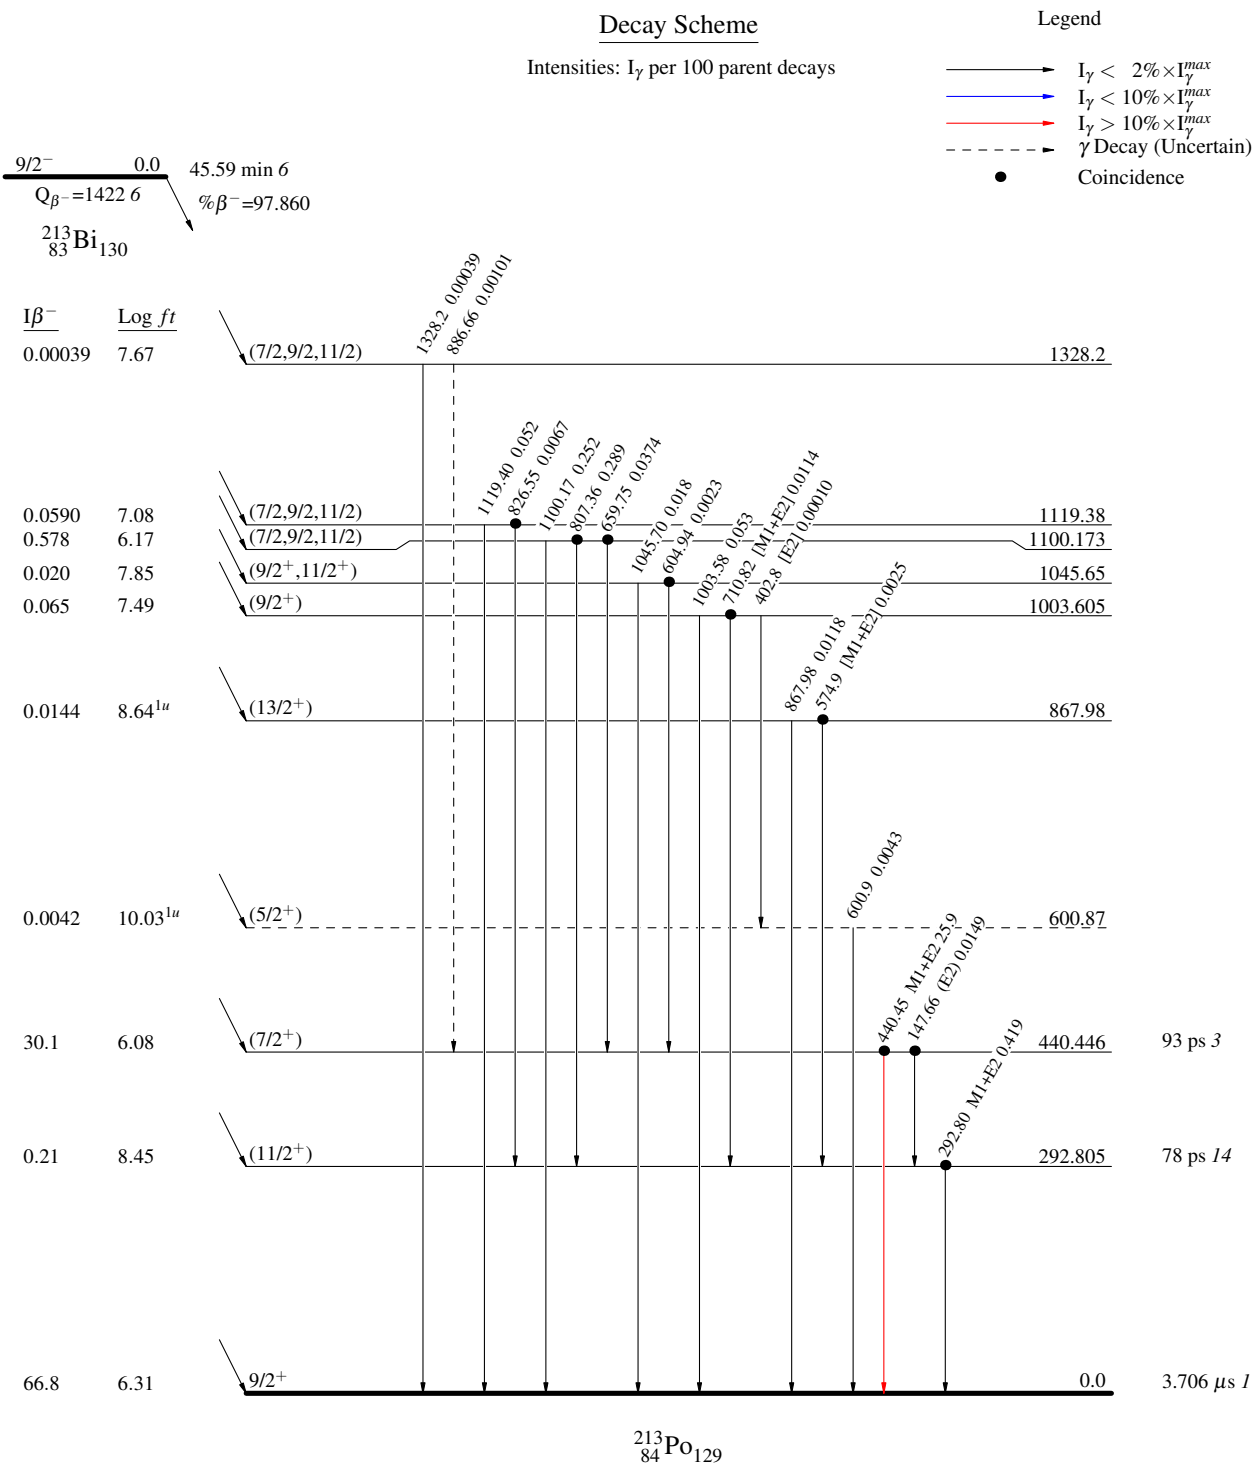 Decay Scheme
Intensities: Iγ per 100 parent decays
Legend
Iγ < 2%×Iγ^max
Iγ < 10%×Iγ^max
Iγ > 10%×Iγ^max
γ Decay (Uncertain)
Coincidence
9/2⁻ 0.0 45.59 min 6
Qβ⁻=1422 6 %β⁻=97.860
²¹³₈₃Bi₁₃₀
1328.2 0.00039
886.66 0.00101
Iβ⁻ Log ft
0.00039 7.67 (7/2,9/2,11/2) 1328.2
1119.40 0.052
826.55 0.0067
1100.17 0.252
807.36 0.289
659.75 0.0374
1045.70 0.018
604.94 0.0023
1003.58 0.053
710.82 [M1+E2] 0.0114
402.8 [E2] 0.00010
0.0590 7.08 (7/2,9/2,11/2) 1119.38
0.578 6.17 (7/2,9/2,11/2) 1100.173
0.020 7.85 (9/2⁺,11/2⁺) 1045.65
0.065 7.49 (9/2⁺) 1003.605
867.98 0.0118
574.9 [M1+E2] 0.0025
0.0144 8.64¹ᵘ (13/2⁺) 867.98
600.9 0.0043
0.0042 10.03¹ᵘ (5/2⁺) 600.87
440.45 M1+E2 25.9
147.66 (E2) 0.0149
30.1 6.08 (7/2⁺) 440.446 93 ps 3
292.80 M1+E2 0.419
0.21 8.45 (11/2⁺) 292.805 78 ps 14
66.8 6.31 9/2⁺ 0.0 3.706 μs 1
²¹³₈₄Po₁₂₉